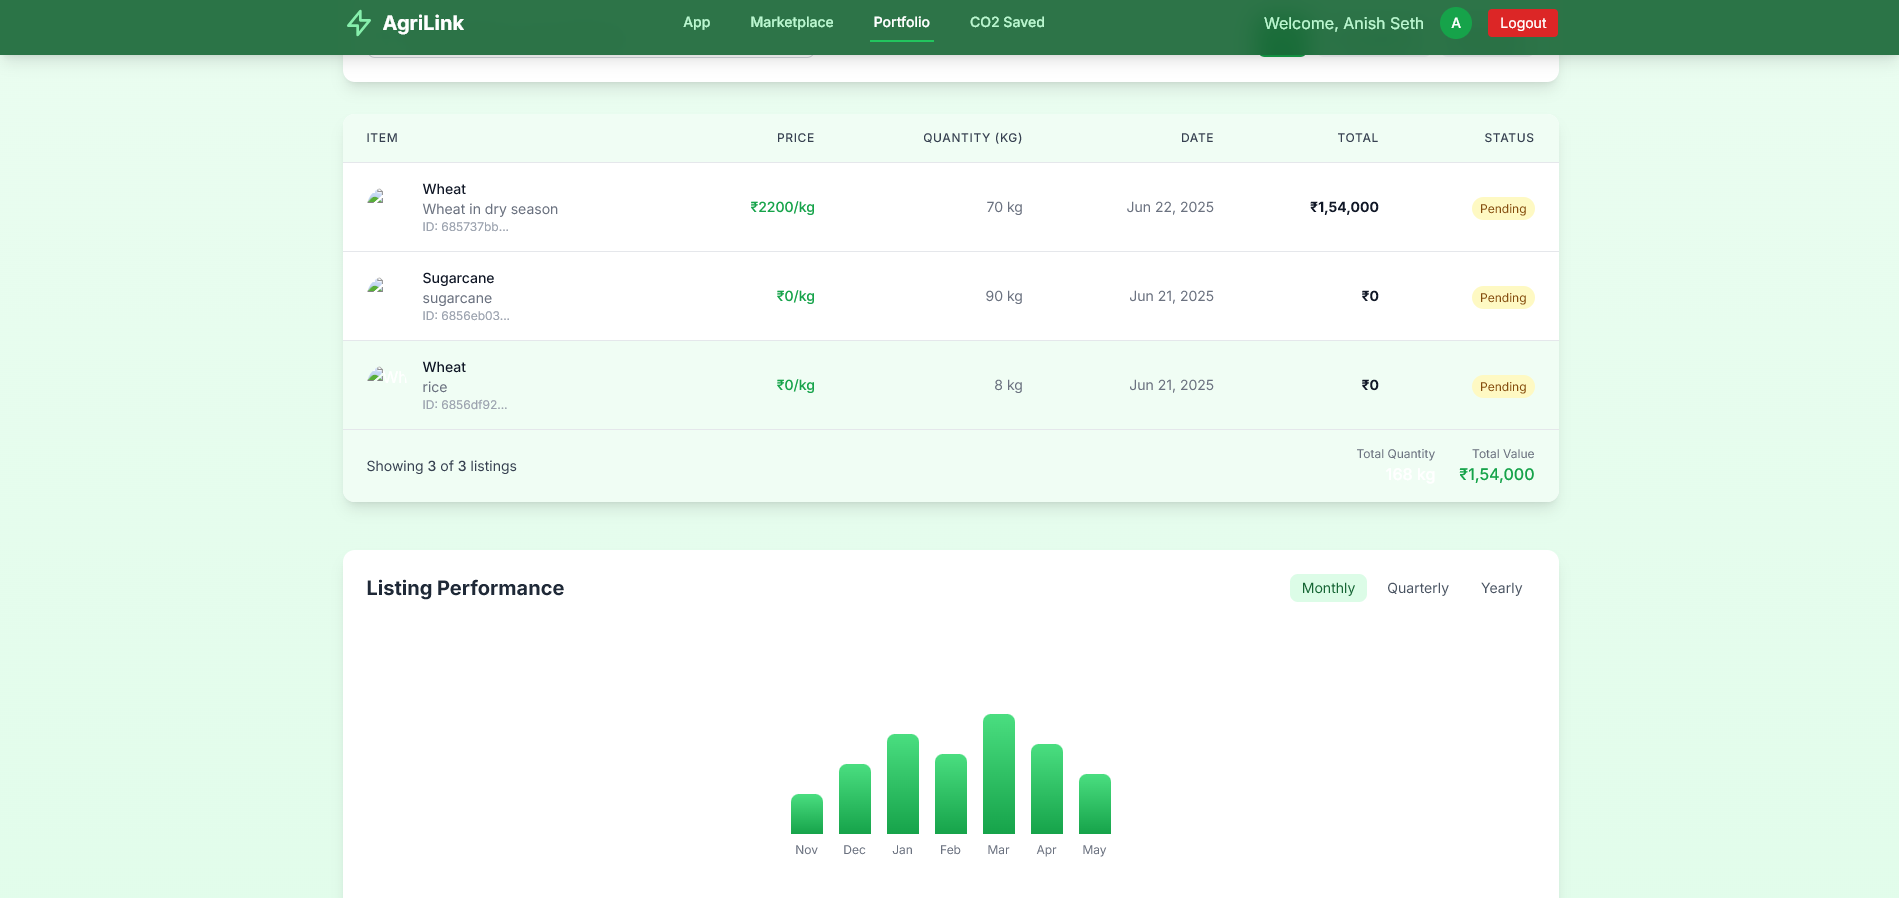 AgriLink App Marketplace Portfolio CO2 Saved Welcome, Anish Seth A Logout
ITEM PRICE QUANTITY (KG) DATE TOTAL STATUS
Wheat
Wheat in dry season
ID: 685737bb...
₹2200/kg 70 kg Jun 22, 2025 ₹1,54,000 Pending
Sugarcane
sugarcane
ID: 6856eb03...
₹0/kg 90 kg Jun 21, 2025 ₹0 Pending
Wh
Wheat
rice
ID: 6856df92...
₹0/kg 8 kg Jun 21, 2025 ₹0 Pending
Showing 3 of 3 listings
Total Quantity Total Value
168 kg ₹1,54,000
Listing Performance Monthly Quarterly Yearly
Nov Dec Jan Feb Mar Apr May